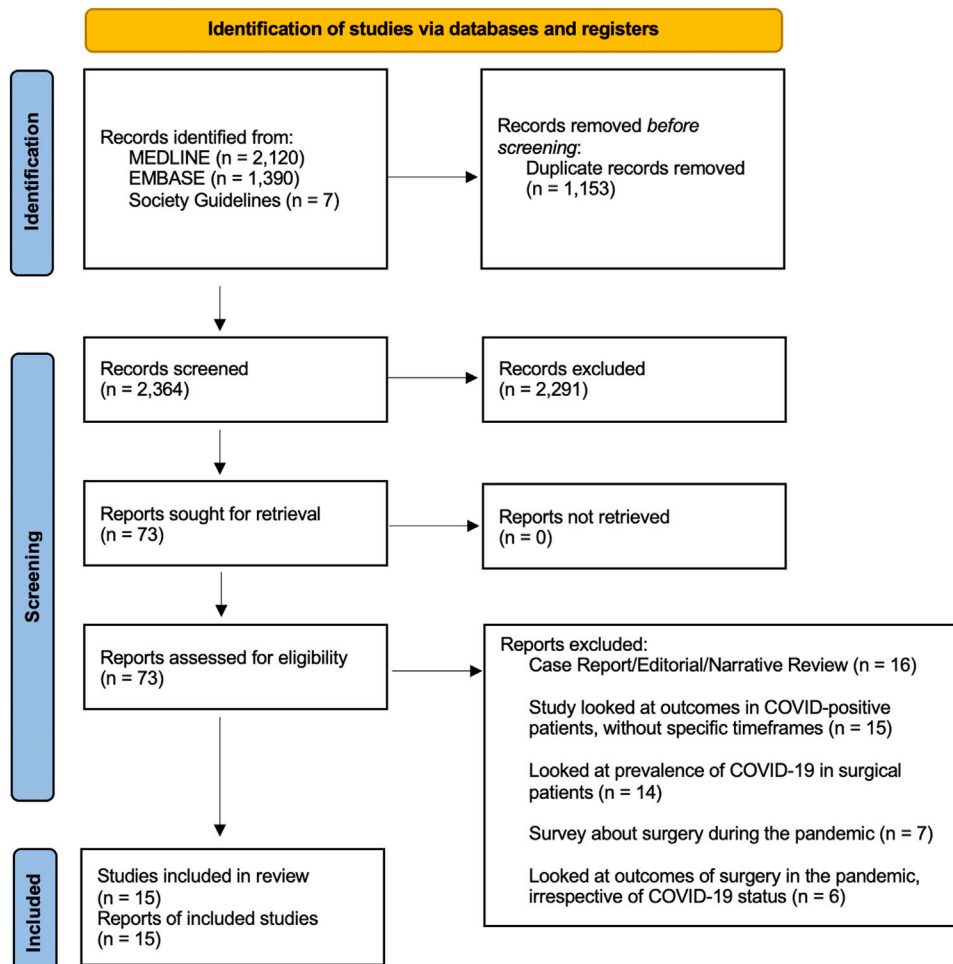 Identification of studies via databases and registers
Identification
Records identified from:
MEDLINE (n = 2,120)
EMBASE (n = 1,390)
Society Guidelines (n = 7)
Records removed before
screening:
Duplicate records removed
(n = 1,153)
Screening
Records screened
(n = 2,364)
Records excluded
(n = 2,291)
Reports sought for retrieval
(n = 73)
Reports not retrieved
(n = 0)
Reports assessed for eligibility
(n = 73)
Reports excluded:
Case Report/Editorial/Narrative Review (n = 16)
Study looked at outcomes in COVID-positive
patients, without specific timeframes (n = 15)
Looked at prevalence of COVID-19 in surgical
patients (n = 14)
Survey about surgery during the pandemic (n = 7)
Looked at outcomes of surgery in the pandemic,
irrespective of COVID-19 status (n = 6)
Included
Studies included in review
(n = 15)
Reports of included studies
(n = 15)